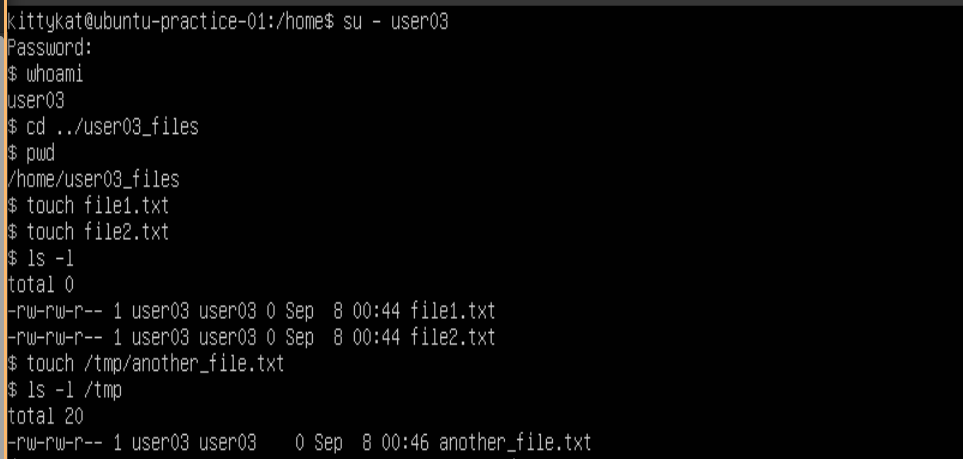 kittykat@ubuntu-practice-01:/home$ su - user03
Password:
$ whoami
user03
$ cd ../user03_files
$ pwd
/home/user03_files
$ touch file1.txt
$ touch file2.txt
$ ls -l
total 0
-rw-rw-r-- 1 user03 user03 0 Sep  8 00:44 file1.txt
-rw-rw-r-- 1 user03 user03 0 Sep  8 00:44 file2.txt
$ touch /tmp/another_file.txt
$ ls -l /tmp
total 20
-rw-rw-r-- 1 user03 user03    0 Sep  8 00:46 another_file.txt